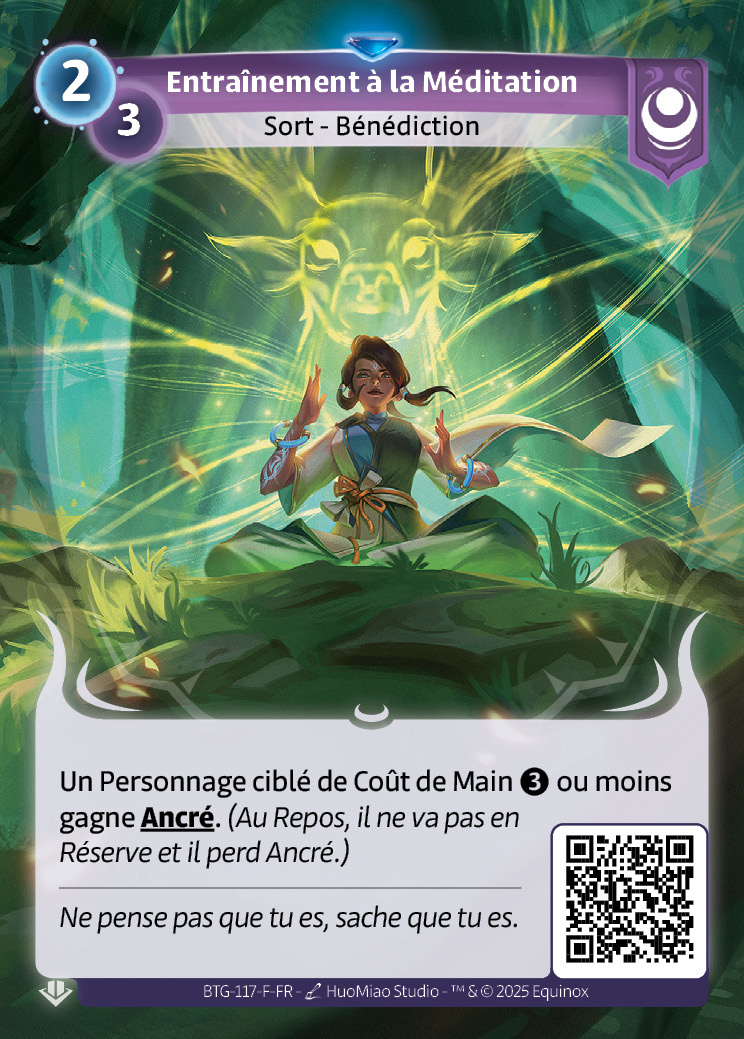 2
Entraînement à la Méditation
3
Sort - Bénédiction
Un Personnage ciblé de Coût de Main 3 ou moins
gagne Ancré. (Au Repos, il ne va pas en
Réserve et il perd Ancré.)
Ne pense pas que tu es, sache que tu es.
BTG-117-F-FR - HuoMiao Studio - ™ & © 2025 Equinox